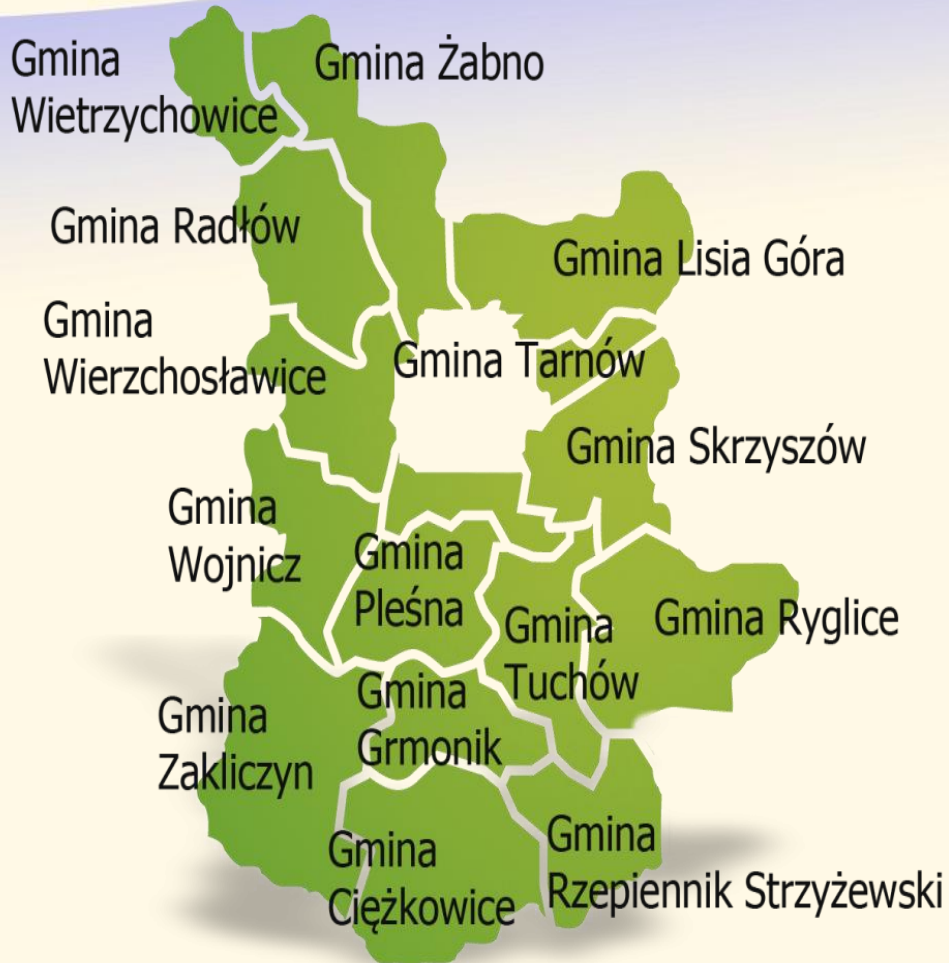 Gmina
Wietrzychowice
Gmina Żabno
Gmina Radłów
Gmina Lisia Góra
Gmina
Wierzchosławice
Gmina Tarnów
Gmina Skrzyszów
Gmina
Wojnicz
Gmina
Pleśna
Gmina
Tuchów
Gmina Ryglice
Gmina
Zakliczyn
Gmina
Grmonik
Gmina
Ciężkowice
Gmina
Rzepiennik Strzyżewski